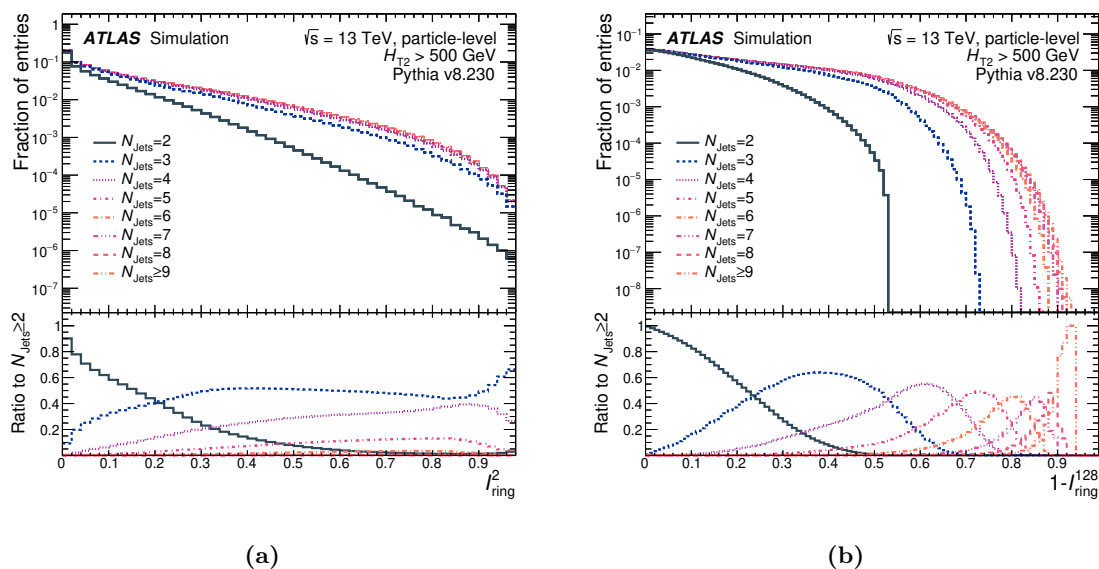 ATLAS Simulation
√s = 13 TeV, particle-level
H_T2 > 500 GeV
Pythia v8.230
Fraction of entries
1
10⁻¹
10⁻²
10⁻³
10⁻⁴
10⁻⁵
10⁻⁶
10⁻⁷
N_Jets=2
N_Jets=3
N_Jets=4
N_Jets=5
N_Jets=6
N_Jets=7
N_Jets=8
N_Jets≥9
Ratio to N_Jets≥2
1
0.8
0.6
0.4
0.2
0 0.1 0.2 0.3 0.4 0.5 0.6 0.7 0.8 0.9
I²_ring
(a)
ATLAS Simulation
√s = 13 TeV, particle-level
H_T2 > 500 GeV
Pythia v8.230
Fraction of entries
10⁻¹
10⁻²
10⁻³
10⁻⁴
10⁻⁵
10⁻⁶
10⁻⁷
10⁻⁸
N_Jets=2
N_Jets=3
N_Jets=4
N_Jets=5
N_Jets=6
N_Jets=7
N_Jets=8
N_Jets≥9
Ratio to N_Jets≥2
1
0.8
0.6
0.4
0.2
0 0.1 0.2 0.3 0.4 0.5 0.6 0.7 0.8 0.9
1-I¹²⁸_ring
(b)